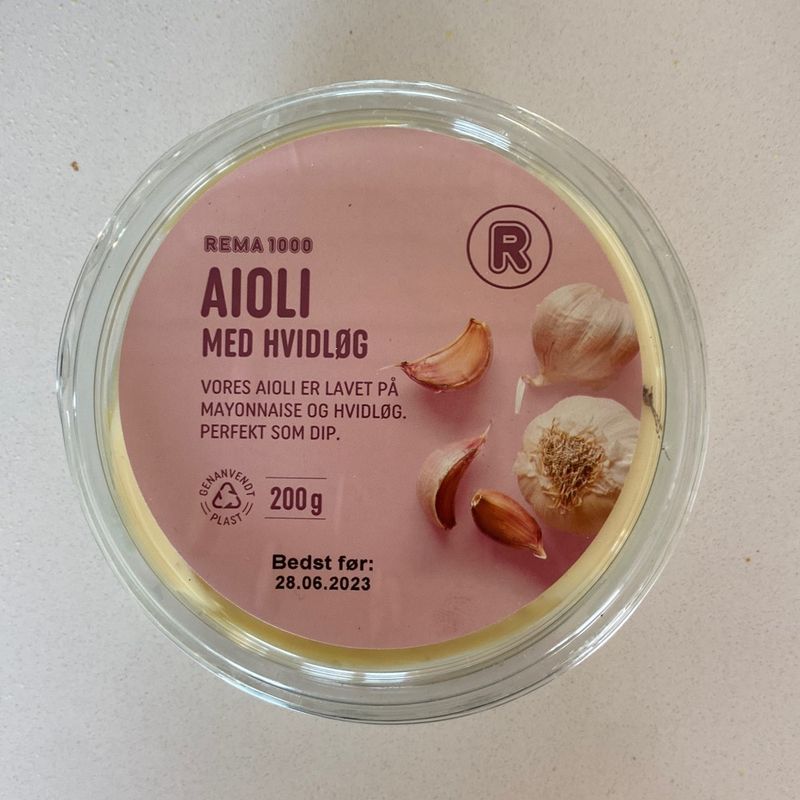 REMA 1000
R
AIOLI
MED HVIDLØG
VORES AIOLI ER LAVET PÅ
MAYONNAISE OG HVIDLØG.
PERFEKT SOM DIP.
GENANVENDT
PLAST
200 g
Bedst før:
28.06.2023